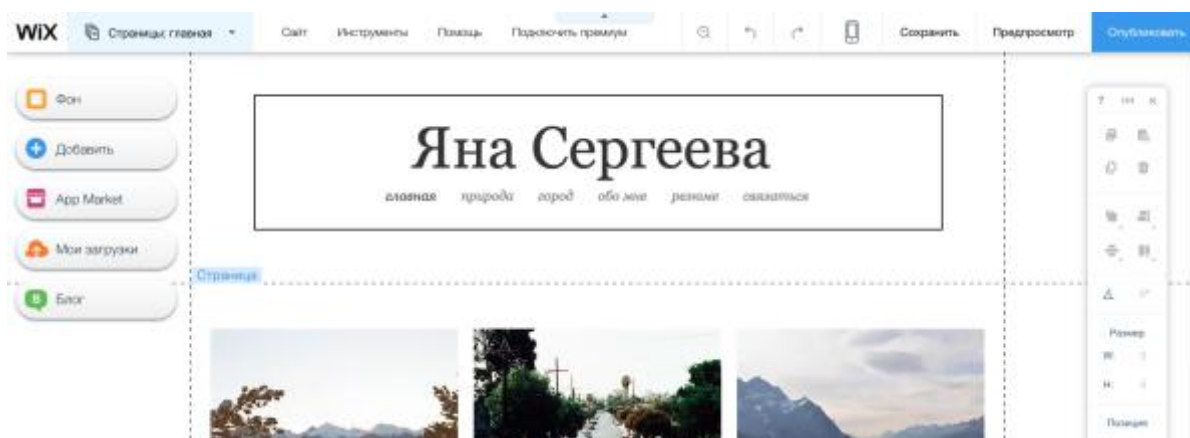 WiX Страницы: главная Сайт Инструменты Помощь Подключить премиум Сохранить Предпросмотр Опубликовать
Фон
Добавить
App Market
Мои загрузки
Блог
Яна Сергеева
главная природа город обо мне резюме связаться
Страница
?
Размер
W:
H:
Позиция